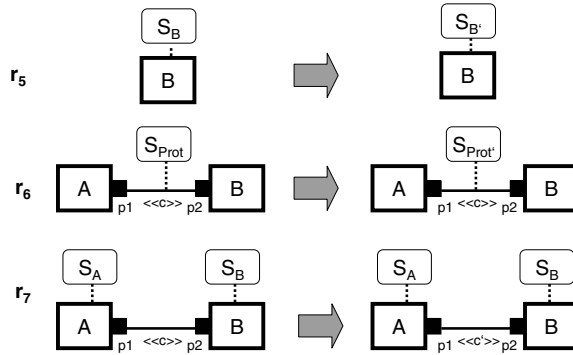 S_B S_B‘
r5 B B
S_Prot S_Prot‘
r6 A B A B
p1 <<c>> p2 p1 <<c>> p2
S_A S_B S_A S_B
r7 A B A B
p1 <<c>> p2 p1 <<c‘>> p2